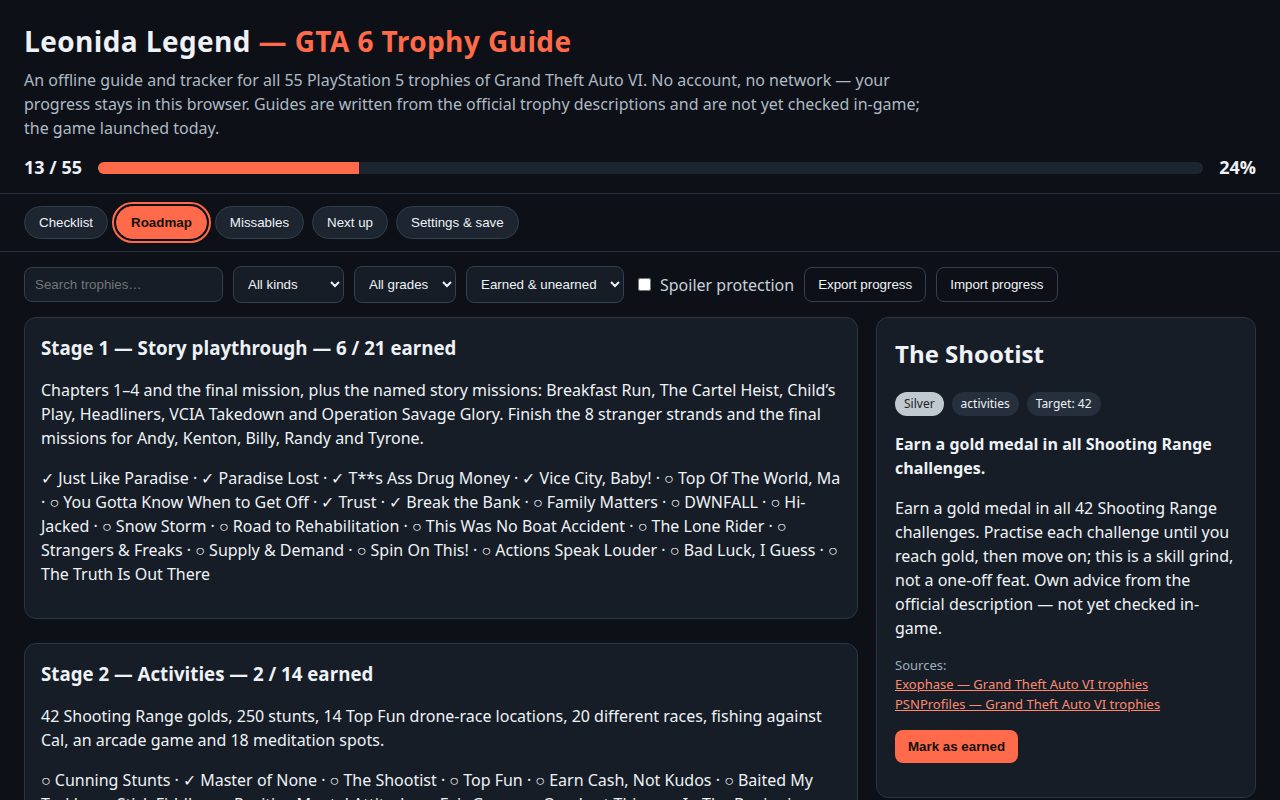 Leonida Legend — GTA 6 Trophy Guide
An offline guide and tracker for all 55 PlayStation 5 trophies of Grand Theft Auto VI. No account, no network — your
progress stays in this browser. Guides are written from the official trophy descriptions and are not yet checked in-game;
the game launched today.
13 / 55
24%
Checklist
Roadmap
Missables
Next up
Settings & save
Search trophies…
All kinds
All grades
Earned & unearned
Spoiler protection
Export progress
Import progress
Stage 1 — Story playthrough — 6 / 21 earned
Chapters 1–4 and the final mission, plus the named story missions: Breakfast Run, The Cartel Heist, Child’s
Play, Headliners, VCIA Takedown and Operation Savage Glory. Finish the 8 stranger strands and the final
missions for Andy, Kenton, Billy, Randy and Tyrone.
✓ Just Like Paradise · ✓ Paradise Lost · ✓ T**s Ass Drug Money · ✓ Vice City, Baby! · ○ Top Of The World, Ma
· ○ You Gotta Know When to Get Off · ✓ Trust · ✓ Break the Bank · ○ Family Matters · ○ DWNFALL · ○ Hi-
Jacked · ○ Snow Storm · ○ Road to Rehabilitation · ○ This Was No Boat Accident · ○ The Lone Rider · ○
Strangers & Freaks · ○ Supply & Demand · ○ Spin On This! · ○ Actions Speak Louder · ○ Bad Luck, I Guess · ○
The Truth Is Out There
Stage 2 — Activities — 2 / 14 earned
42 Shooting Range golds, 250 stunts, 14 Top Fun drone-race locations, 20 different races, fishing against
Cal, an arcade game and 18 meditation spots.
○ Cunning Stunts · ✓ Master of None · ○ The Shootist · ○ Top Fun · ○ Earn Cash, Not Kudos · ○ Baited My
The Shootist
Silver
activities
Target: 42
Earn a gold medal in all Shooting Range
challenges.
Earn a gold medal in all 42 Shooting Range
challenges. Practise each challenge until you
reach gold, then move on; this is a skill grind,
not a one-off feat. Own advice from the
official description — not yet checked in-
game.
Sources:
Exophase — Grand Theft Auto VI trophies
PSNProfiles — Grand Theft Auto VI trophies
Mark as earned